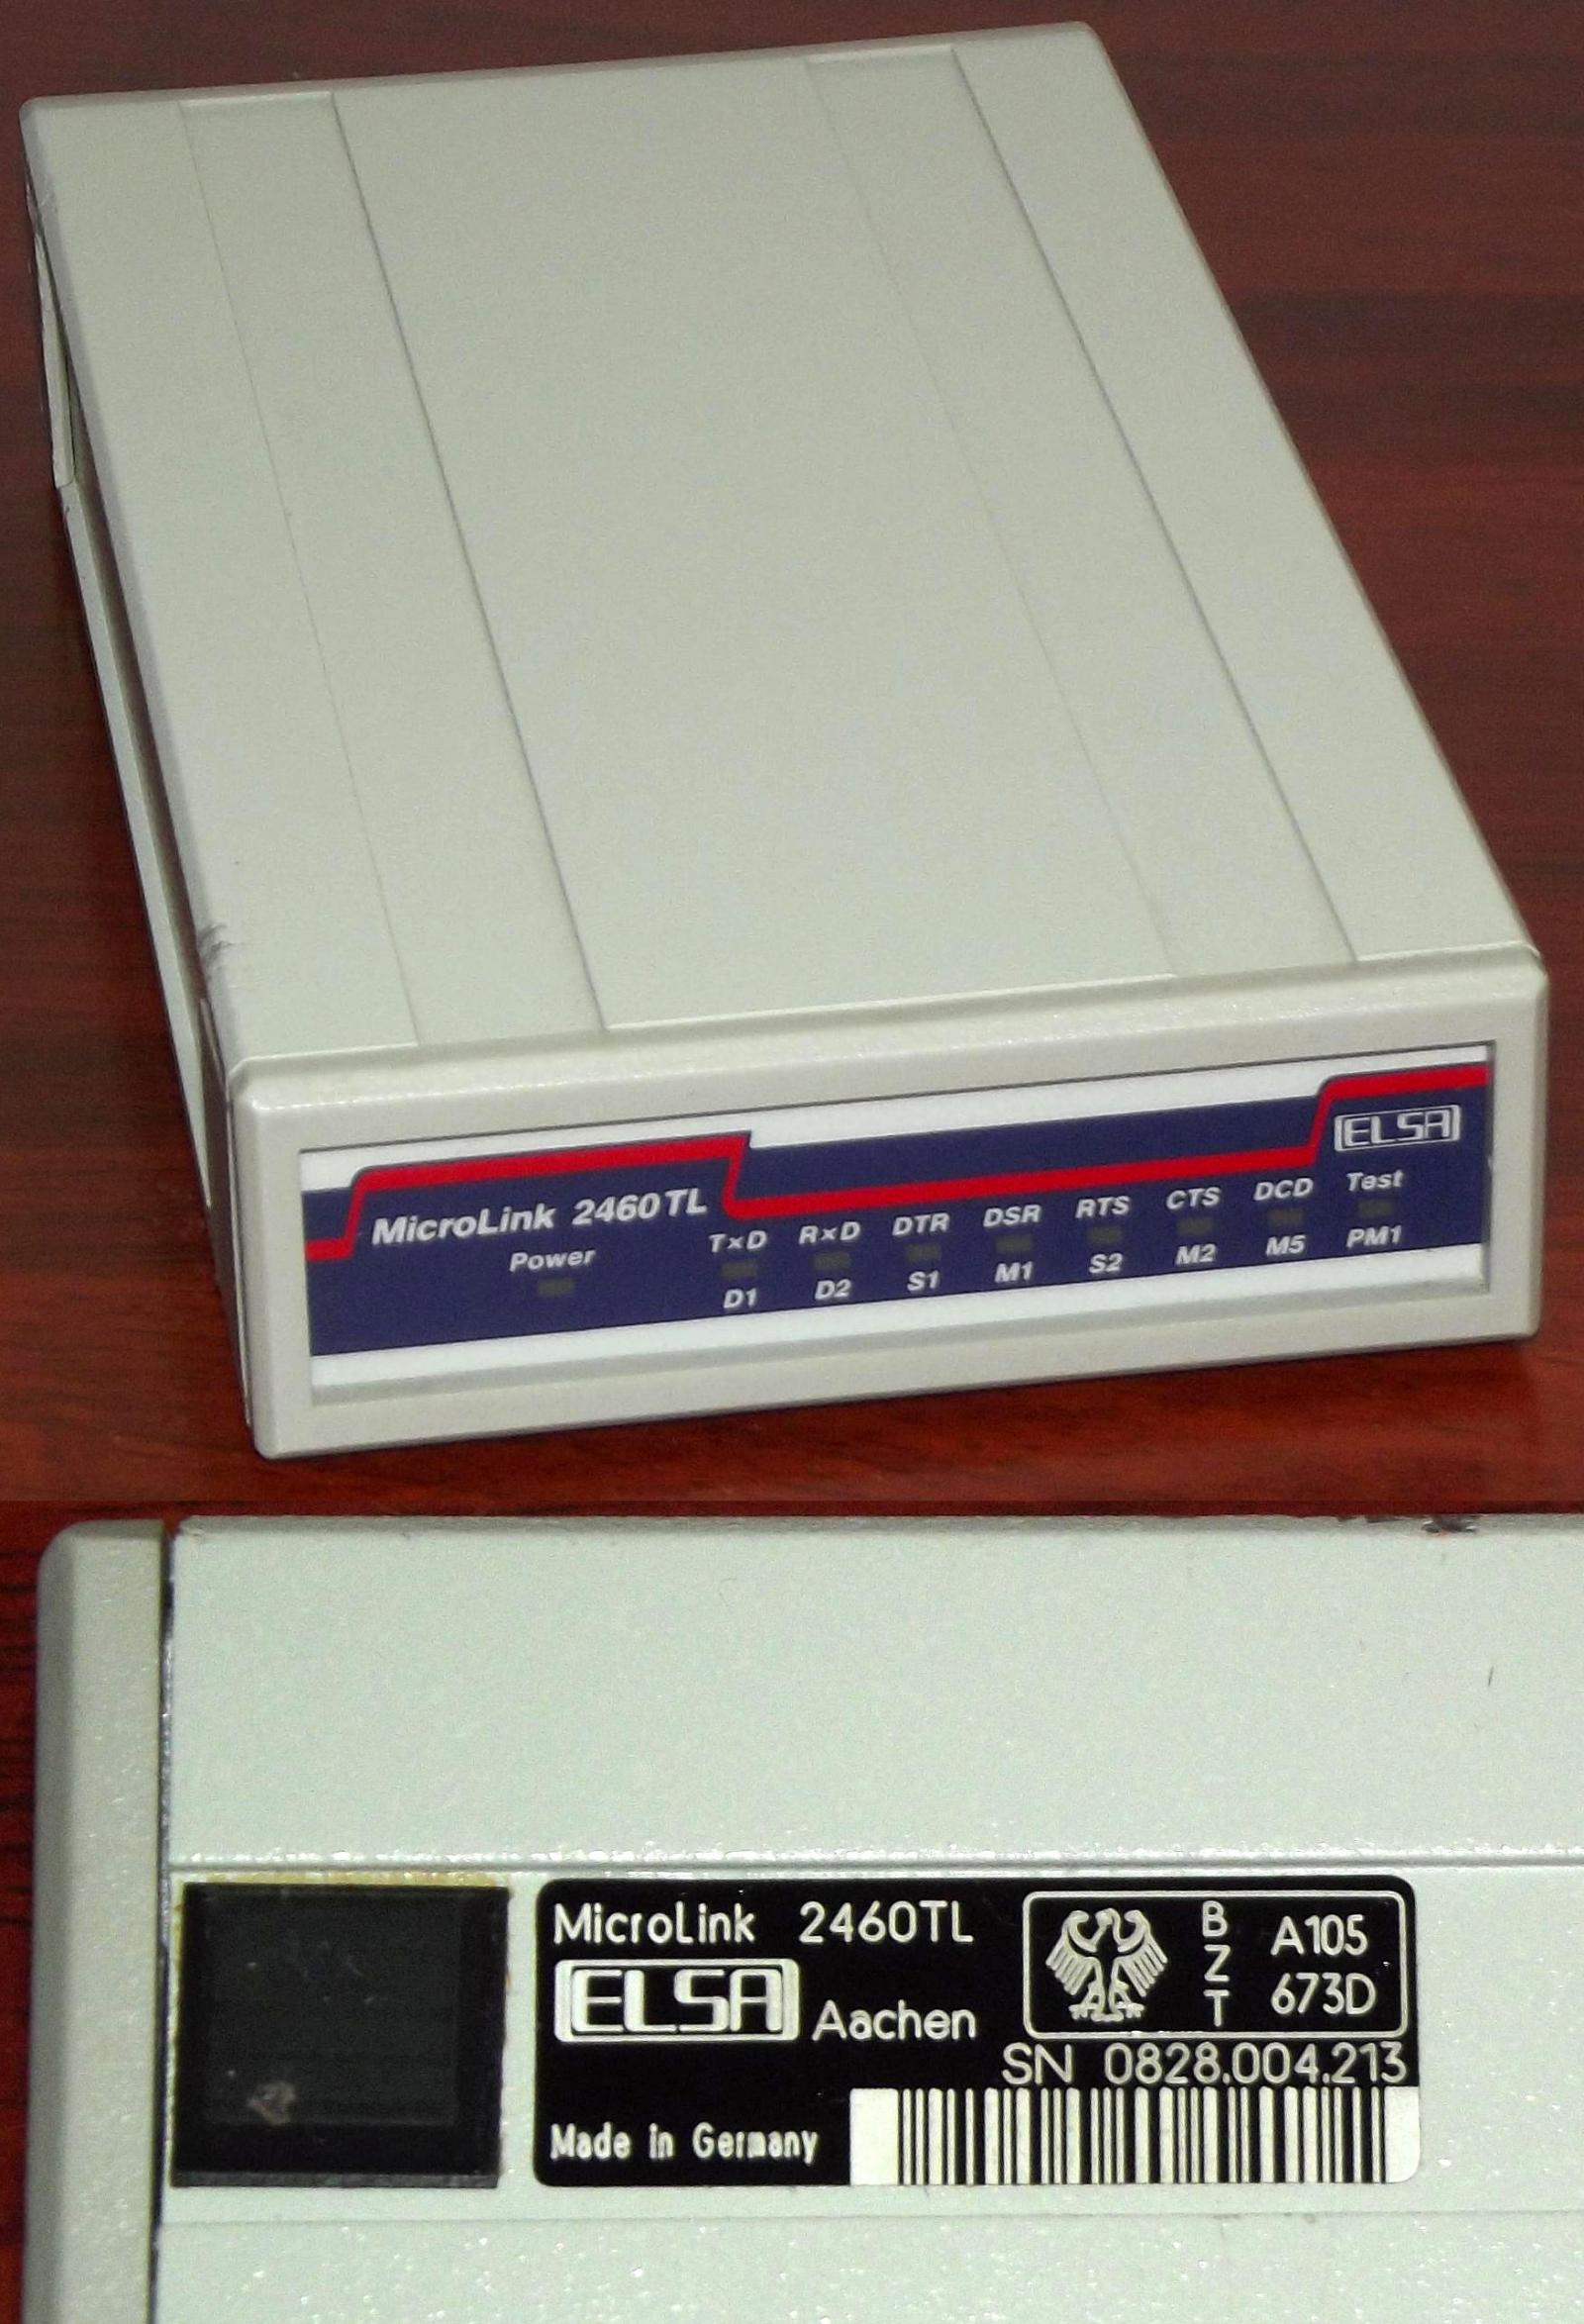 ELSA
MicroLink 2460TL
Power TxD RxD DTR DSR RTS CTS DCD Test
D1 D2 S1 M1 S2 M2 M5 PM1
MicroLink 2460TL
ELSA Aachen
BZT
A105
673D
SN 0828.004.213
Made in Germany